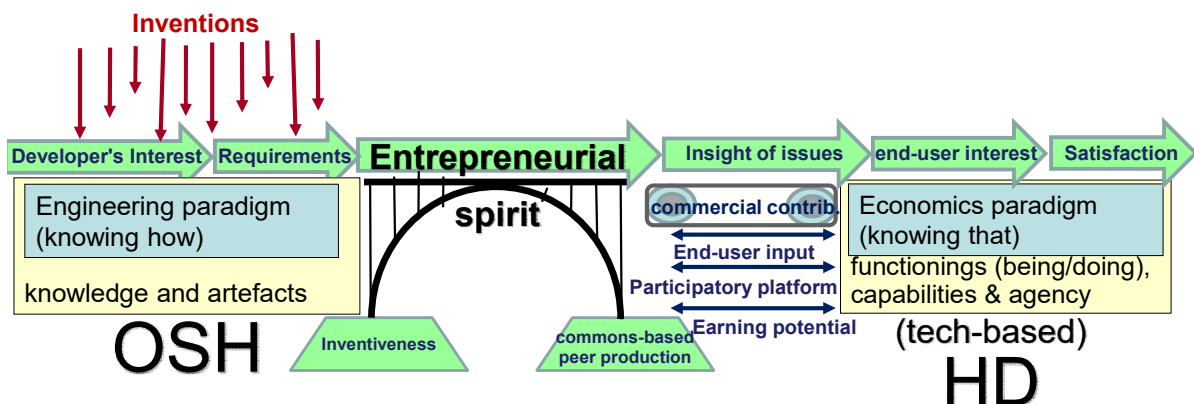 Inventions
Developer's Interest
Requirements
Entrepreneurial
spirit
Insight of issues
end-user interest
Satisfaction
Engineering paradigm
(knowing how)
knowledge and artefacts
OSH
Inventiveness
commons-based
peer production
commercial contrib.
End-user input
Participatory platform
Earning potential
Economics paradigm
(knowing that)
functionings (being/doing),
capabilities & agency
(tech-based)
HD